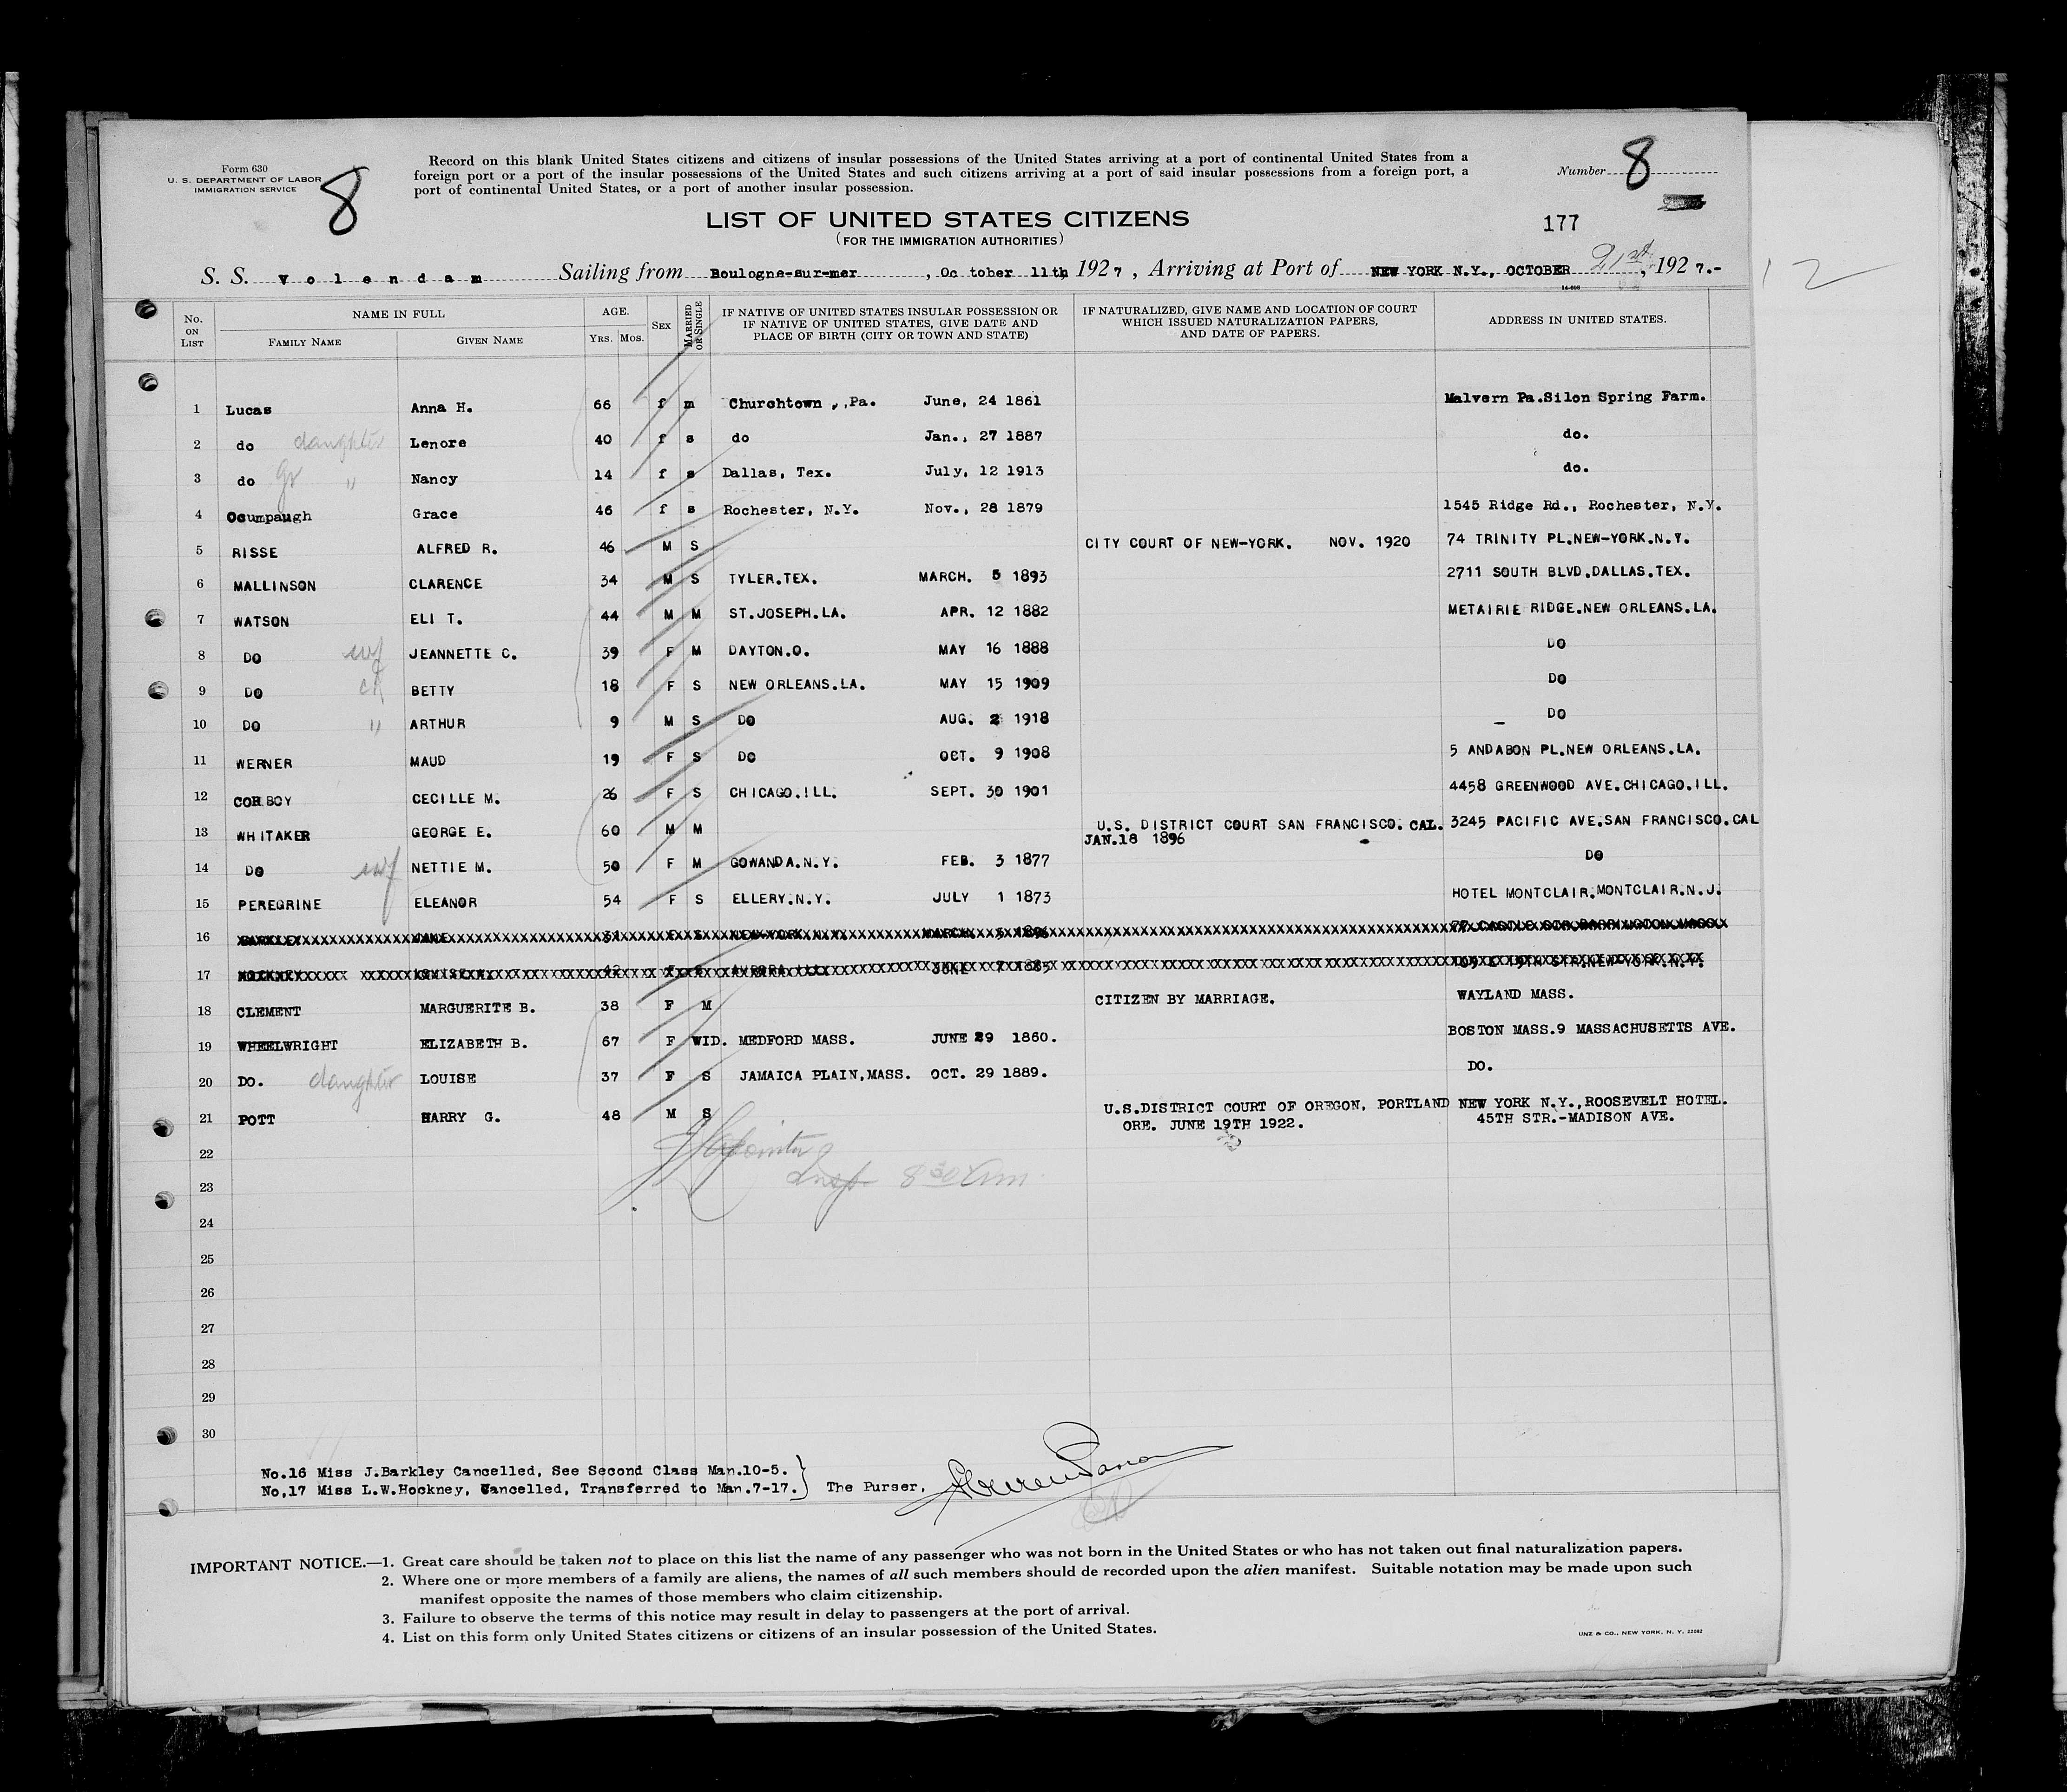 Form 630
U. S. DEPARTMENT OF LABOR
IMMIGRATION SERVICE
8
Record on this blank United States citizens and citizens of insular possessions of the United States arriving at a port of continental United States from a
foreign port or a port of the insular possessions of the United States and such citizens arriving at a port of said insular possessions from a foreign port, a
port of continental United States, or a port of another insular possession.
Number 8
LIST OF UNITED STATES CITIZENS
(FOR THE IMMIGRATION AUTHORITIES)
177
S. S. Volendam Sailing from Boulogne-sur-mer, Oc tober 11th 1927, Arriving at Port of NEW YORK N.Y., OCTOBER 21st, 1927.-
14-609
12
No. ON LIST NAME IN FULL AGE. SEX MARRIED OR SINGLE IF NATIVE OF UNITED STATES INSULAR POSSESSION OR IF NATIVE OF UNITED STATES, GIVE DATE AND PLACE OF BIRTH (CITY OR TOWN AND STATE) IF NATURALIZED, GIVE NAME AND LOCATION OF COURT WHICH ISSUED NATURALIZATION PAPERS, AND DATE OF PAPERS. ADDRESS IN UNITED STATES.
FAMILY NAME GIVEN NAME YRS. MOS.
1 Lucas Anna H. 66 f m Churchtown ,,Pa. June, 24 1861 Malvern Pa.Silon Spring Farm.
2 do daughter Lenore 40 f s do Jan., 27 1887 do.
3 do gr " Nancy 14 f s Dallas, Tex. July, 12 1913 do.
4 Ocumpaugh Grace 46 f s Rochester, N.Y. Nov., 28 1879 1545 Ridge Rd., Rochester, N.Y.
5 RISSE ALFRED R. 46 M S CITY COURT OF NEW-YORK. NOV. 1920 74 TRINITY PL.NEW-YORK.N.Y.
6 MALLINSON CLARENCE 34 M S TYLER.TEX. MARCH. 5 1893 2711 SOUTH BLVD.DALLAS.TEX.
7 WATSON ELI T. 44 M M ST.JOSEPH.LA. APR. 12 1882 METAIRIE RIDGE.NEW ORLEANS.LA.
8 DO wf JEANNETTE C. 39 F M DAYTON.O. MAY 16 1888 DO
9 DO ch BETTY 18 F S NEW ORLEANS.LA. MAY 15 1909 DO
10 DO " ARTHUR 9 M S DO AUG. 2 1918 DO
11 WERNER MAUD 19 F S DO OCT. 9 1908 5 ANDABON PL.NEW ORLEANS.LA.
12 CORBOY CECILLE M. 26 F S CHICAGO.ILL. SEPT. 30 1901 4458 GREENWOOD AVE.CHICAGO.ILL.
13 WHITAKER GEORGE E. 60 M M U.S. DISTRICT COURT SAN FRANCISCO. CAL. JAN.18 1896 3245 PACIFIC AVE.SAN FRANCISCO.CAL
14 DO wf NETTIE M. 50 F M GOWANDA.N.Y. FEB. 3 1877 DO
15 PEREGRINE ELEANOR 54 F S ELLERY.N.Y. JULY 1 1873 HOTEL MONTCLAIR.MONTCLAIR.N.J.
16 BARKLEY JANE 31 F S NEW-YORK.N.Y. MARCH. 5 1896
17 HOCKNEY 42 F S AURORA.ILL. JUNE 7 1885
18 CLEMENT MARGUERITE B. 38 F M CITIZEN BY MARRIAGE. WAYLAND MASS.
19 WHEELWRIGHT ELIZABETH B. 67 F WID. MEDFORD MASS. JUNE 29 1860. BOSTON MASS.9 MASSACHUSETTS AVE.
20 DO. daughter LOUISE 37 F S JAMAICA PLAIN,MASS. OCT. 29 1889. DO.
21 POTT HARRY G. 48 M S U.S.DISTRICT COURT OF OREGON, PORTLAND ORE. JUNE 19TH 1922. NEW YORK N.Y.,ROOSEVELT HOTEL. 45TH STR.-MADISON AVE.
22
Insp 8 30 am
23
24
25
26
27
28
29
30
No.16 Miss J.Barkley Cancelled, See Second Class Man.10-5.
No,17 Miss L.W.Hockney, Cancelled, Transferred to Man.7-17. } The Purser,
IMPORTANT NOTICE.—1. Great care should be taken not to place on this list the name of any passenger who was not born in the United States or who has not taken out final naturalization papers.
2. Where one or more members of a family are aliens, the names of all such members should de recorded upon the alien manifest. Suitable notation may be made upon such
manifest opposite the names of those members who claim citizenship.
3. Failure to observe the terms of this notice may result in delay to passengers at the port of arrival.
4. List on this form only United States citizens or citizens of an insular possession of the United States.
UNZ & CO., NEW YORK, N. Y. 22082